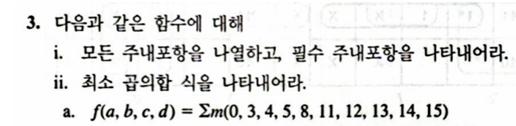 3. 다음과 같은 함수에 대해
i. 모든 주내포항을 나열하고, 필수 주내포항을 나타내어라.
ii. 최소 곱의합 식을 나타내어라.
a. f(a, b, c, d) = Σm(0, 3, 4, 5, 8, 11, 12, 13, 14, 15)